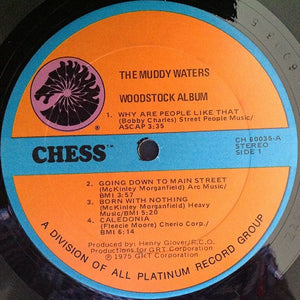 THE MUDDY WATERS
WOODSTOCK ALBUM
1. WHY ARE PEOPLE LIKE THAT
(Bobby Charles) Street People Music/
ASCAP 3:35
®
CHESS™
CH 60035-A
STEREO
SIDE 1
2. GOING DOWN TO MAIN STREET
(McKinley Morganfield) Arc Music/
BMI 3:57
3. BORN WITH NOTHING
(McKinley Morganfield) Heavy
Music/BMI 5:20
4. CALEDONIA
(Fleecie Moore) Cherio Corp./
BMI 6:14
Produced by: Henry Glover/R.C.O.
Productions for GRT Corporation
℗ 1975 GRT Corporation
A DIVISION OF ALL PLATINUM RECORD GROUP